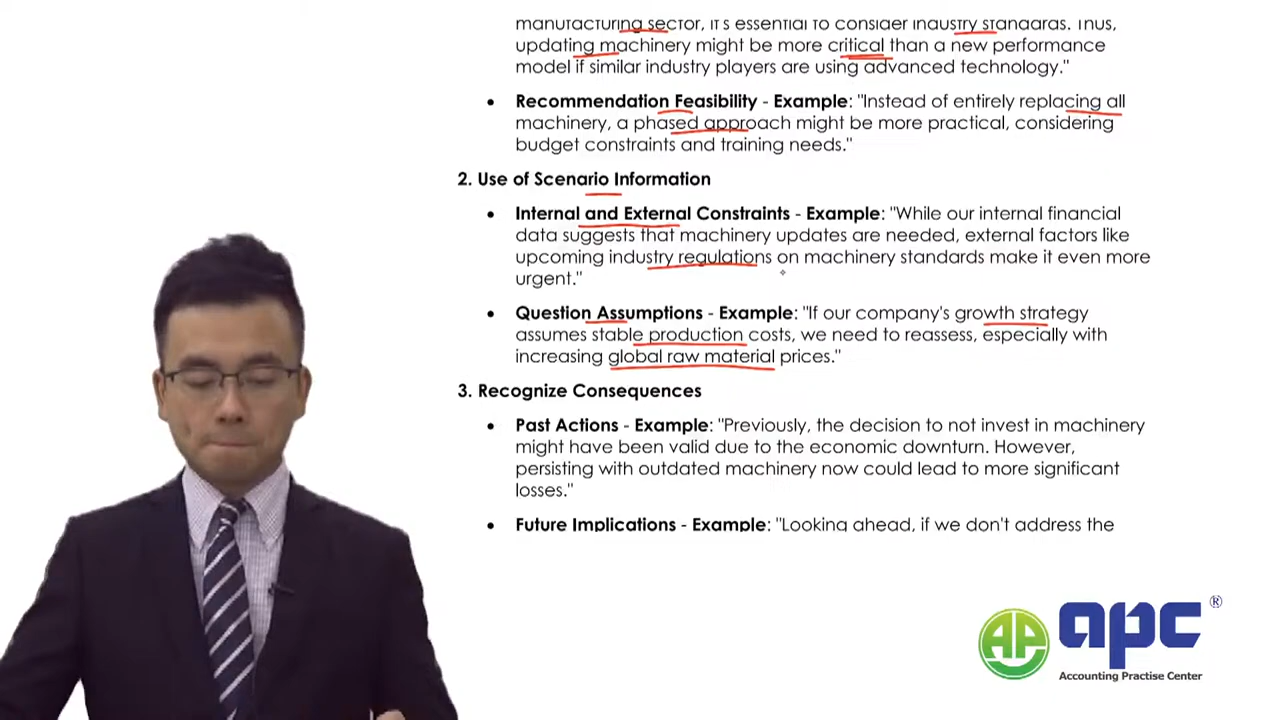 manufacturing sector, it's essential to consider industry standards. Thus,
updating machinery might be more critical than a new performance
model if similar industry players are using advanced technology."
• Recommendation Feasibility - Example: "Instead of entirely replacing all
machinery, a phased approach might be more practical, considering
budget constraints and training needs."
2. Use of Scenario Information
• Internal and External Constraints - Example: "While our internal financial
data suggests that machinery updates are needed, external factors like
upcoming industry regulations on machinery standards make it even more
urgent."
• Question Assumptions - Example: "If our company's growth strategy
assumes stable production costs, we need to reassess, especially with
increasing global raw material prices."
3. Recognize Consequences
• Past Actions - Example: "Previously, the decision to not invest in machinery
might have been valid due to the economic downturn. However,
persisting with outdated machinery now could lead to more significant
losses."
• Future Implications - Example: "Looking ahead, if we don't address the
AP apc ®
Accounting Practise Center